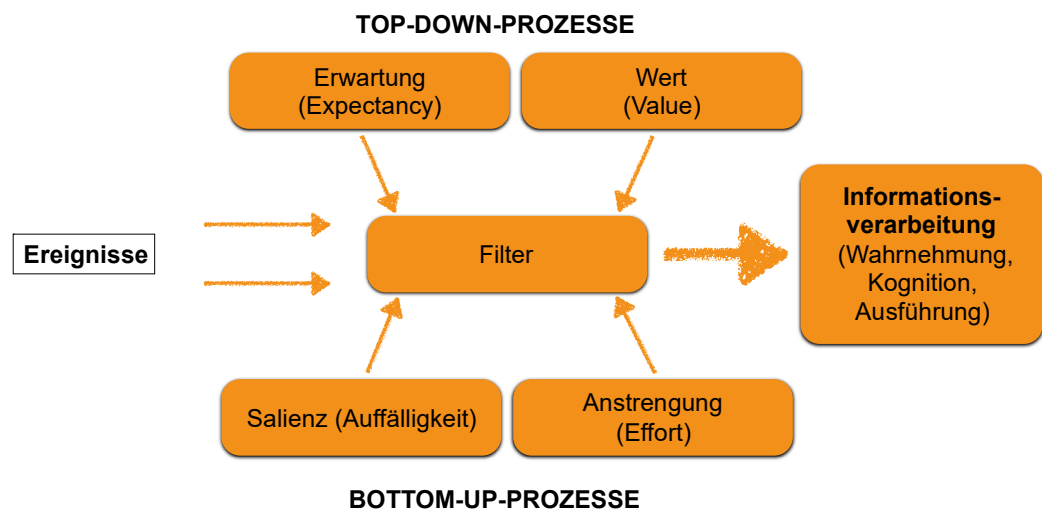 TOP-DOWN-PROZESSE
Erwartung
(Expectancy)
Wert
(Value)
Ereignisse
Filter
Informations-
verarbeitung
(Wahrnehmung,
Kognition,
Ausführung)
Salienz (Auffälligkeit)
Anstrengung
(Effort)
BOTTOM-UP-PROZESSE